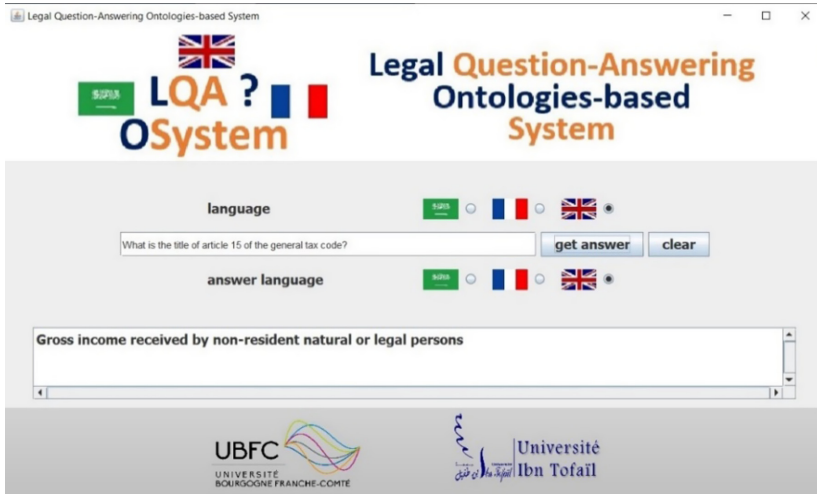 Legal Question-Answering Ontologies-based System
LQA ?
OSystem
Legal Question-Answering
Ontologies-based
System
language
What is the title of article 15 of the general tax code?
get answer
clear
answer language
Gross income received by non-resident natural or legal persons
UBFC
UNIVERSITÉ
BOURGOGNE FRANCHE-COMTÉ
Université
Ibn Tofaïl